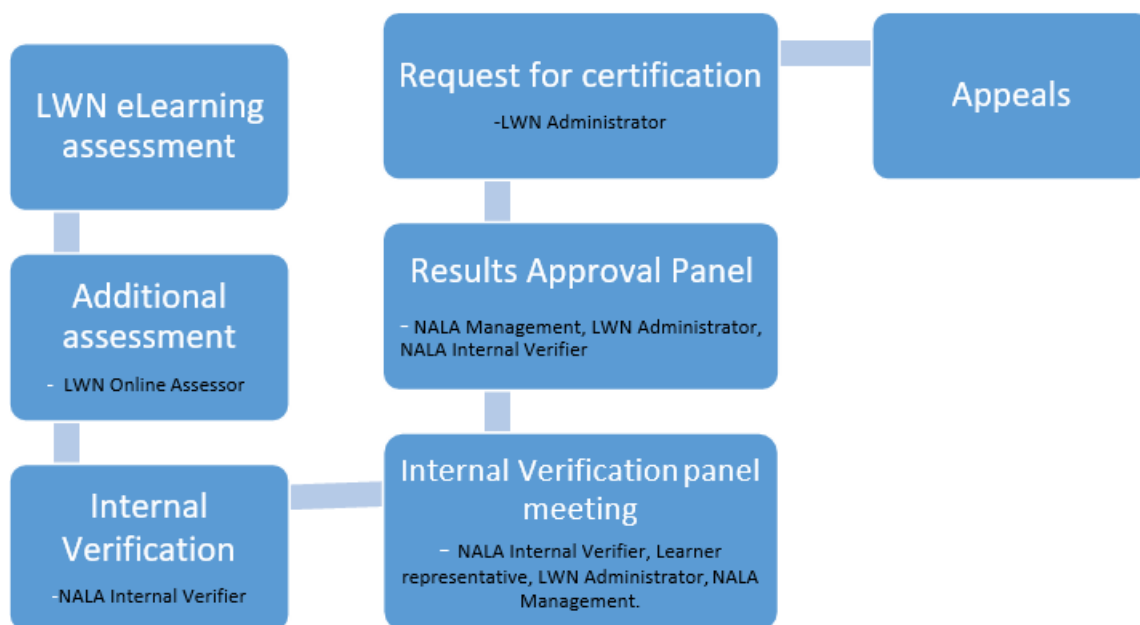 LWN eLearning
assessment
Additional
assessment
- LWN Online Assessor
Internal
Verification
-NALA Internal Verifier
Internal Verification panel
meeting
- NALA Internal Verifier, Learner
representative, LWN Administrator, NALA
Management.
Results Approval Panel
- NALA Management, LWN Administrator,
NALA Internal Verifier
Request for certification
-LWN Administrator
Appeals